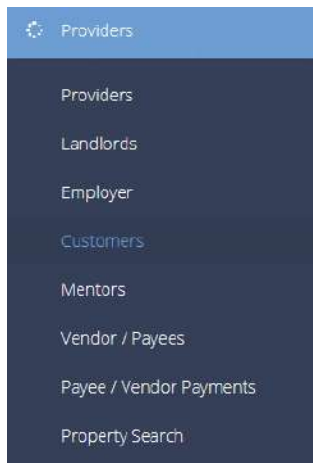 Providers
Providers
Landlords
Employer
Customers
Mentors
Vendor / Payees
Payee / Vendor Payments
Property Search